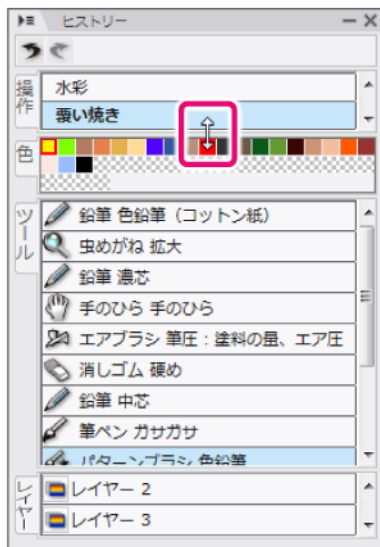 ヒストリー
操作
水彩
覆い焼き
色
ツール
鉛筆 色鉛筆（コットン紙）
虫めがね 拡大
鉛筆 濃芯
手のひら 手のひら
エアブラシ 筆圧：塗料の量、エア圧
消しゴム 硬め
鉛筆 中芯
筆ペン ガサガサ
パターンブラシ 色鉛筆
レイヤー
レイヤー 2
レイヤー 3